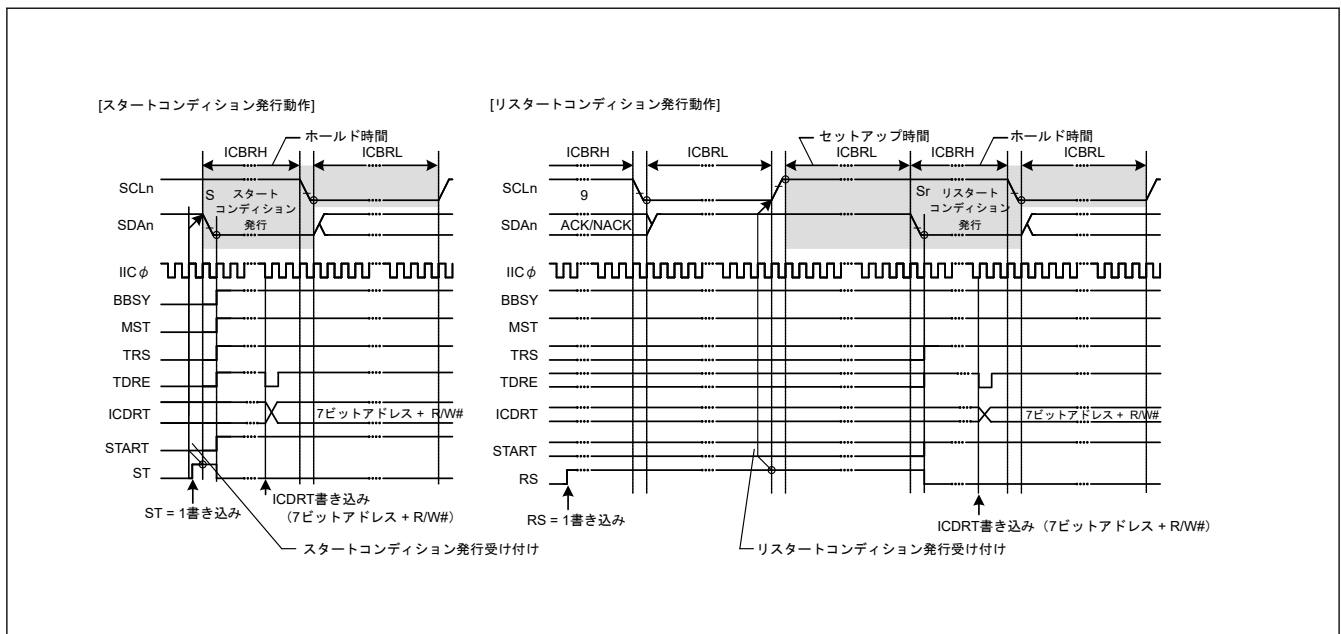 [スタートコンディション発行動作]
ホールド時間
ICBRH
ICBRL
SCLn
S
スタート
コンディション
発行
SDAn
IICφ
BBSY
MST
TRS
TDRE
ICDRT
7ビットアドレス + R/W#
START
ST
ST = 1書き込み
ICDRT書き込み
（7ビットアドレス + R/W#）
スタートコンディション発行受け付け
[リスタートコンディション発行動作]
セットアップ時間
ホールド時間
ICBRH
ICBRL
ICBRL
ICBRH
ICBRL
SCLn
9
Sr
リスタート
コンディション
発行
SDAn
ACK/NACK
IICφ
BBSY
MST
TRS
TDRE
ICDRT
7ビットアドレス + R/W#
START
RS
RS = 1書き込み
ICDRT書き込み（7ビットアドレス + R/W#）
リスタートコンディション発行受け付け